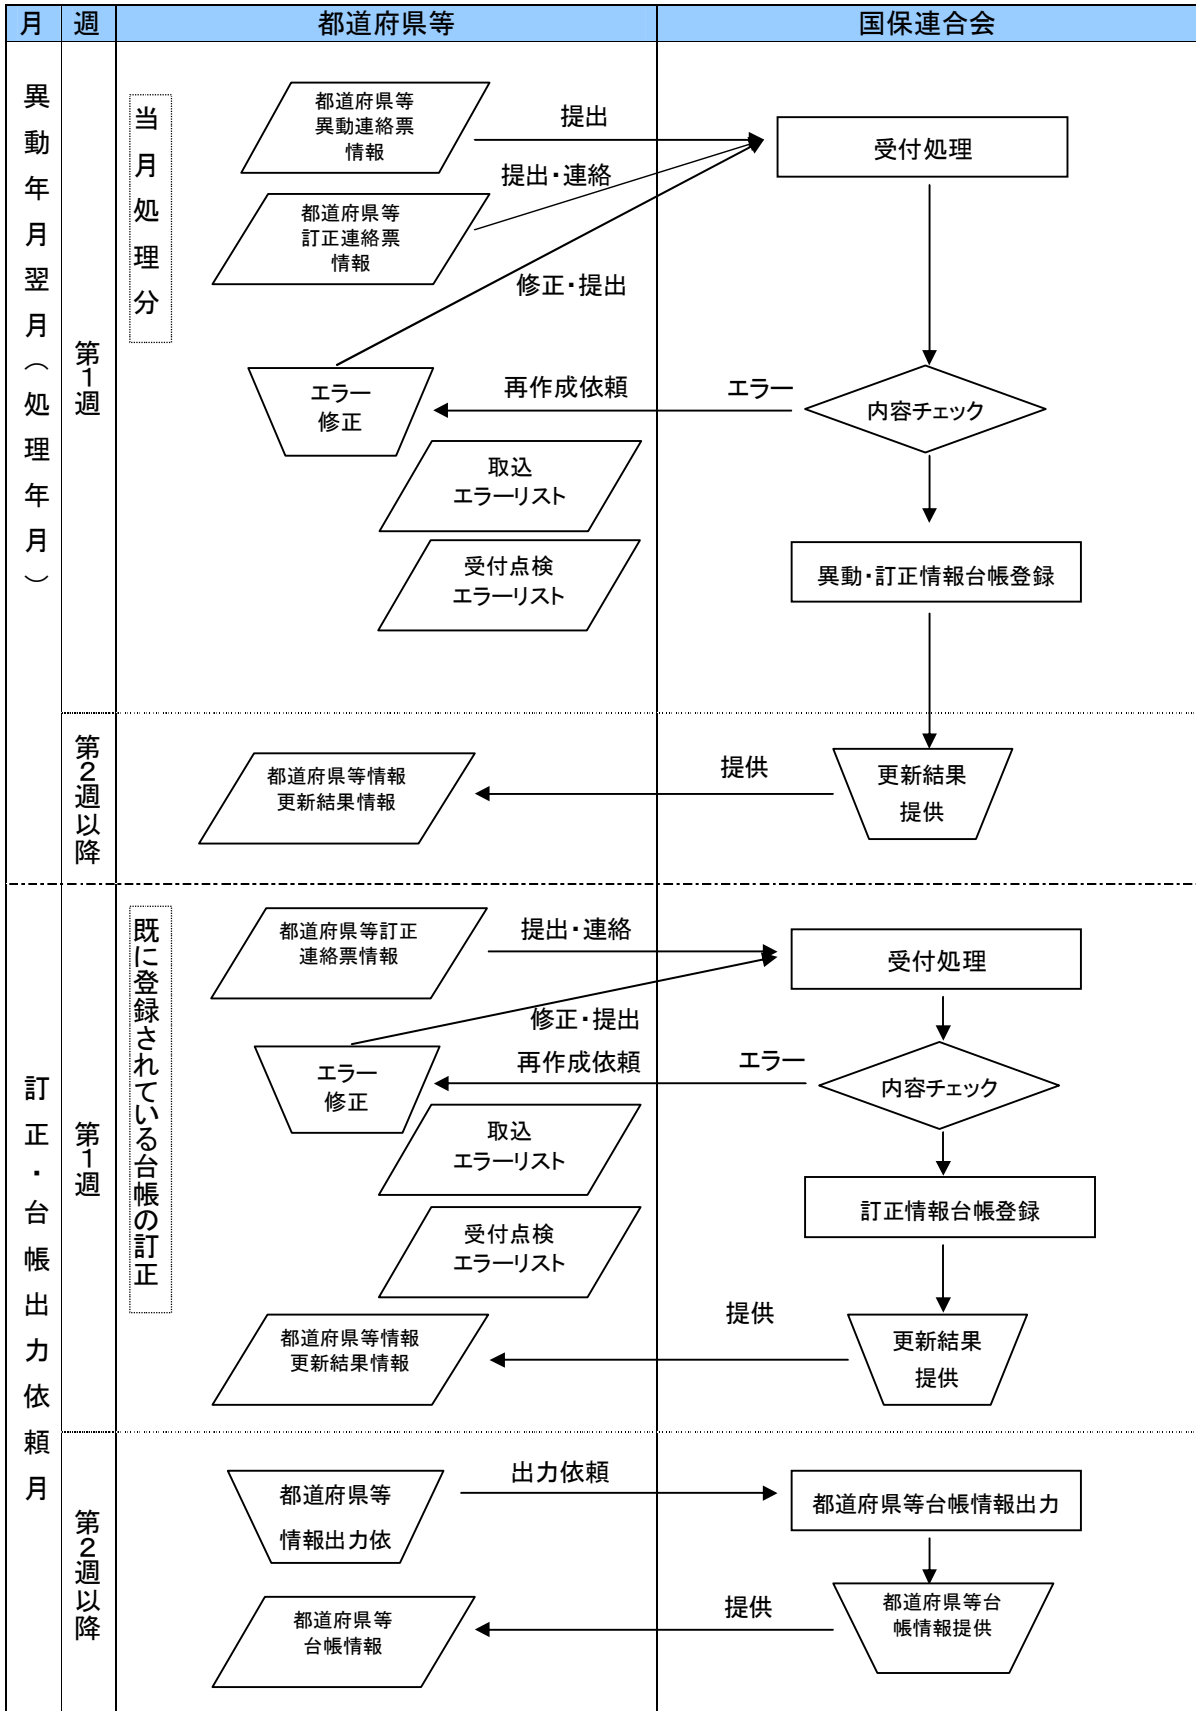 月 週 都道府県等 国保連合会
異動年月翌月（処理年月）
第1週
当月処理分
都道府県等
異動連絡票
情報
提出
受付処理
提出・連絡
都道府県等
訂正連絡票
情報
修正・提出
エラー
修正
再作成依頼
エラー
内容チェック
取込
エラーリスト
受付点検
エラーリスト
異動・訂正情報台帳登録
第2週以降
都道府県等情報
更新結果情報
提供
更新結果
提供
訂正・台帳出力依頼月
第1週
既に登録されている台帳の訂正
都道府県等訂正
連絡票情報
提出・連絡
受付処理
修正・提出
エラー
修正
再作成依頼
エラー
内容チェック
取込
エラーリスト
訂正情報台帳登録
受付点検
エラーリスト
都道府県等情報
更新結果情報
提供
更新結果
提供
第2週以降
都道府県等
情報出力依
出力依頼
都道府県等台帳情報出力
都道府県等
台帳情報
提供
都道府県等台
帳情報提供